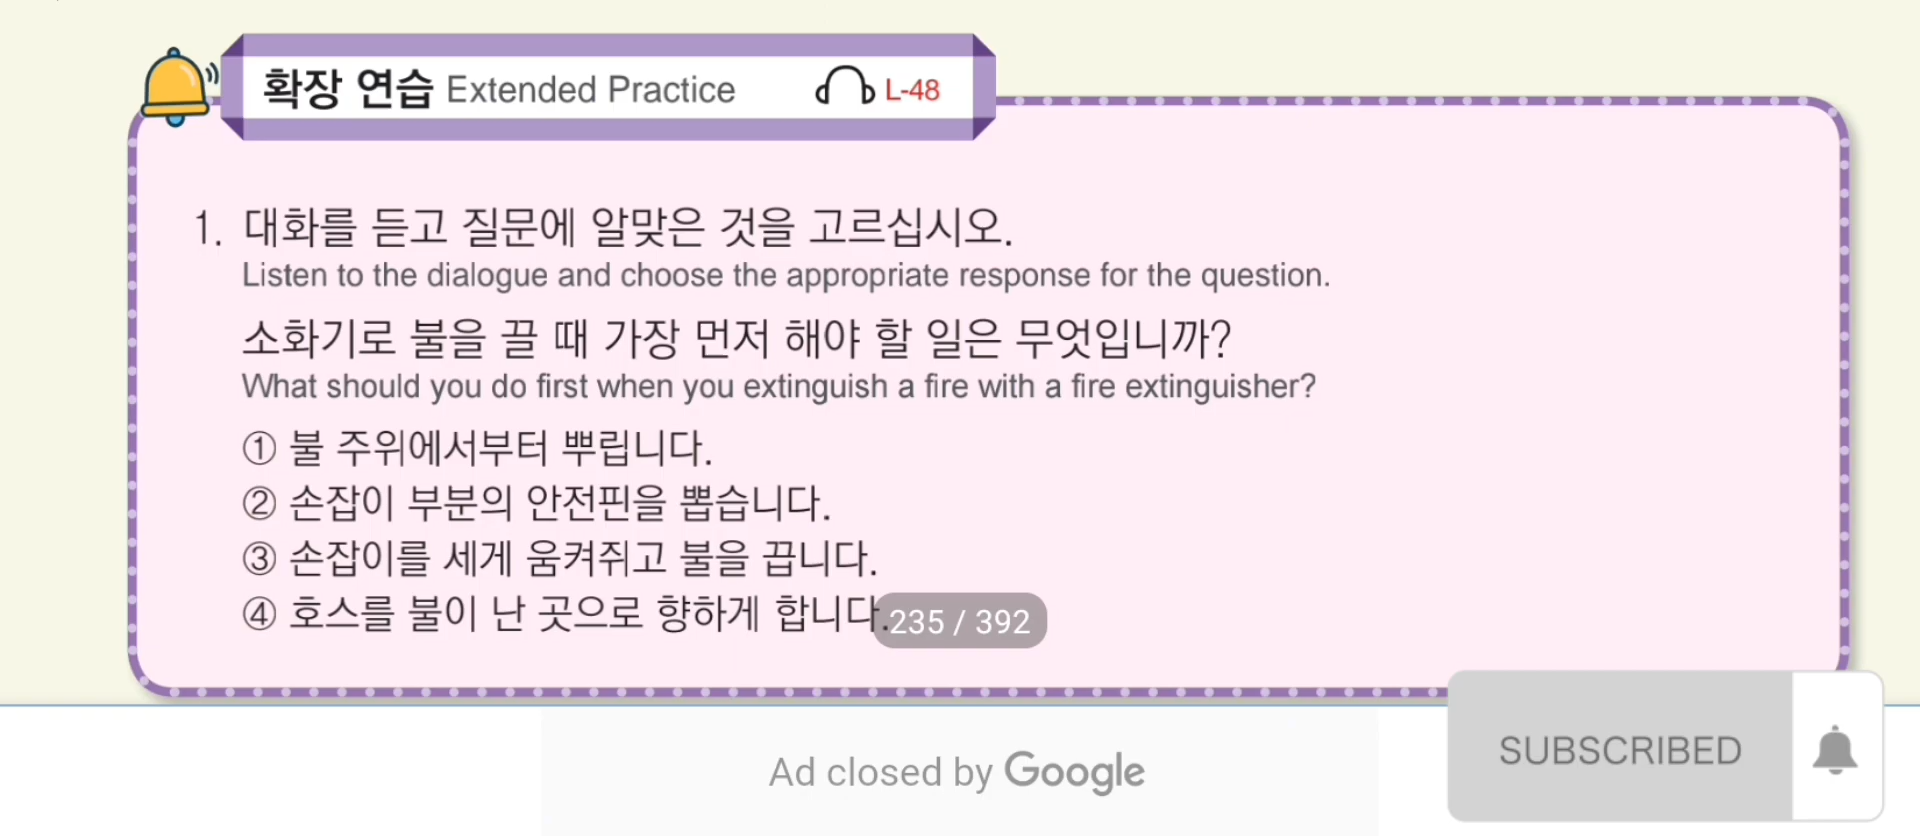 확장 연습 Extended Practice L-48
1. 대화를 듣고 질문에 알맞은 것을 고르십시오.
Listen to the dialogue and choose the appropriate response for the question.
소화기로 불을 끌 때 가장 먼저 해야 할 일은 무엇입니까?
What should you do first when you extinguish a fire with a fire extinguisher?
① 불 주위에서부터 뿌립니다.
② 손잡이 부분의 안전핀을 뽑습니다.
③ 손잡이를 세게 움켜쥐고 불을 끕니다.
④ 호스를 불이 난 곳으로 향하게 합니다.
235 / 392
SUBSCRIBED
Ad closed by Google